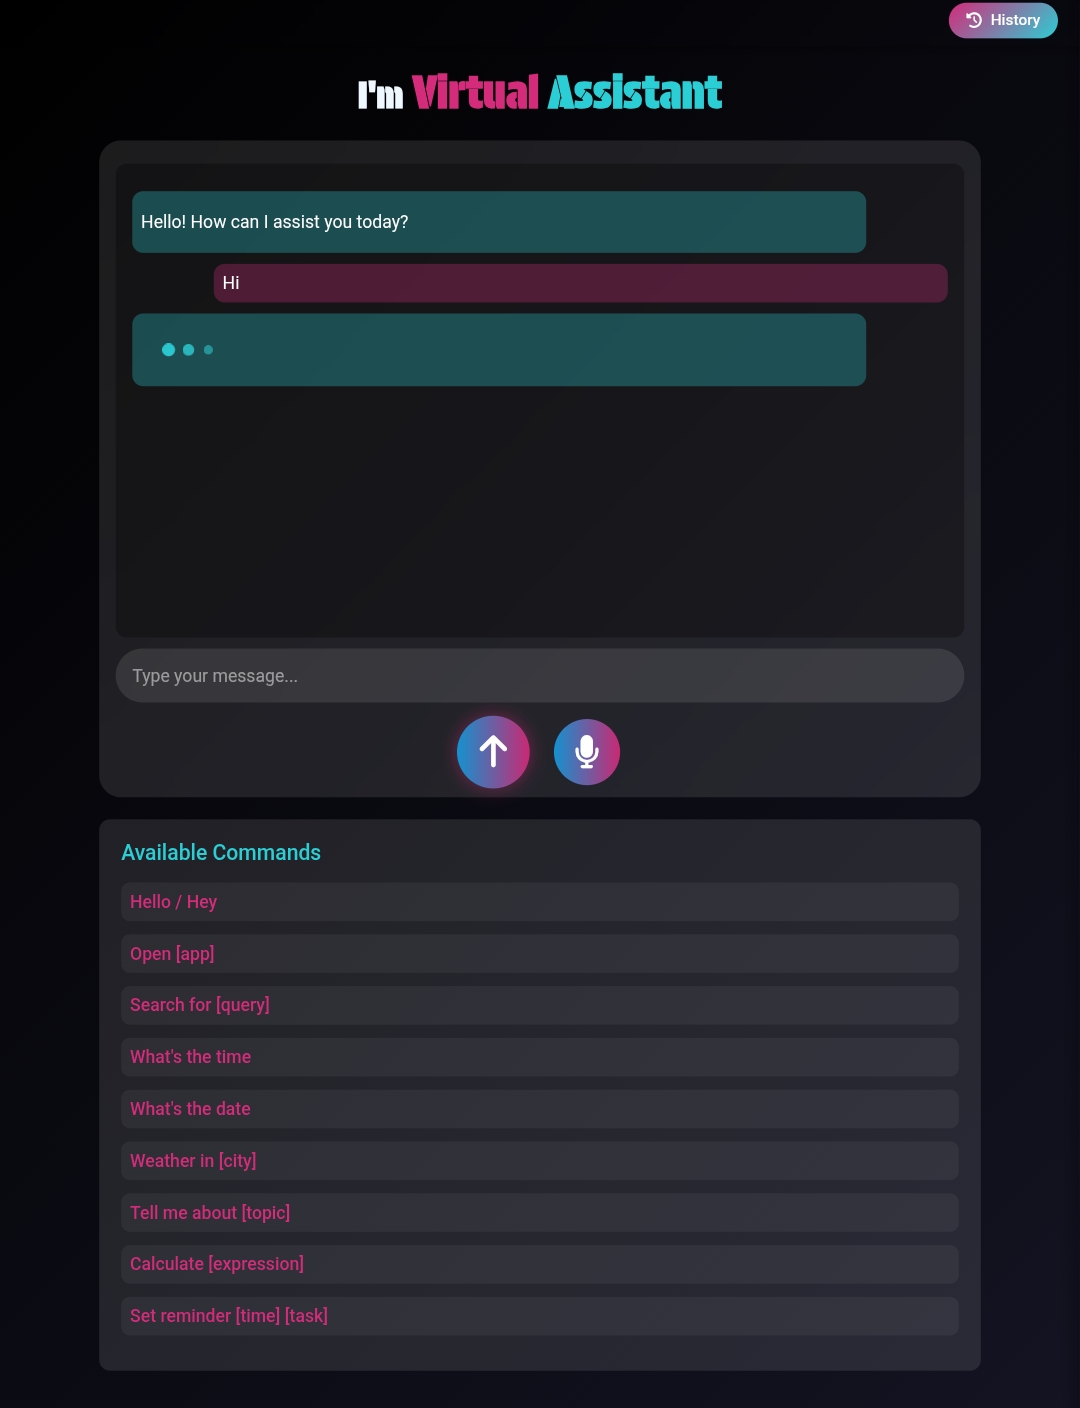 History
I'm Virtual Assistant
Hello! How can I assist you today?
Hi
Type your message...
Available Commands
Hello / Hey
Open [app]
Search for [query]
What's the time
What's the date
Weather in [city]
Tell me about [topic]
Calculate [expression]
Set reminder [time] [task]